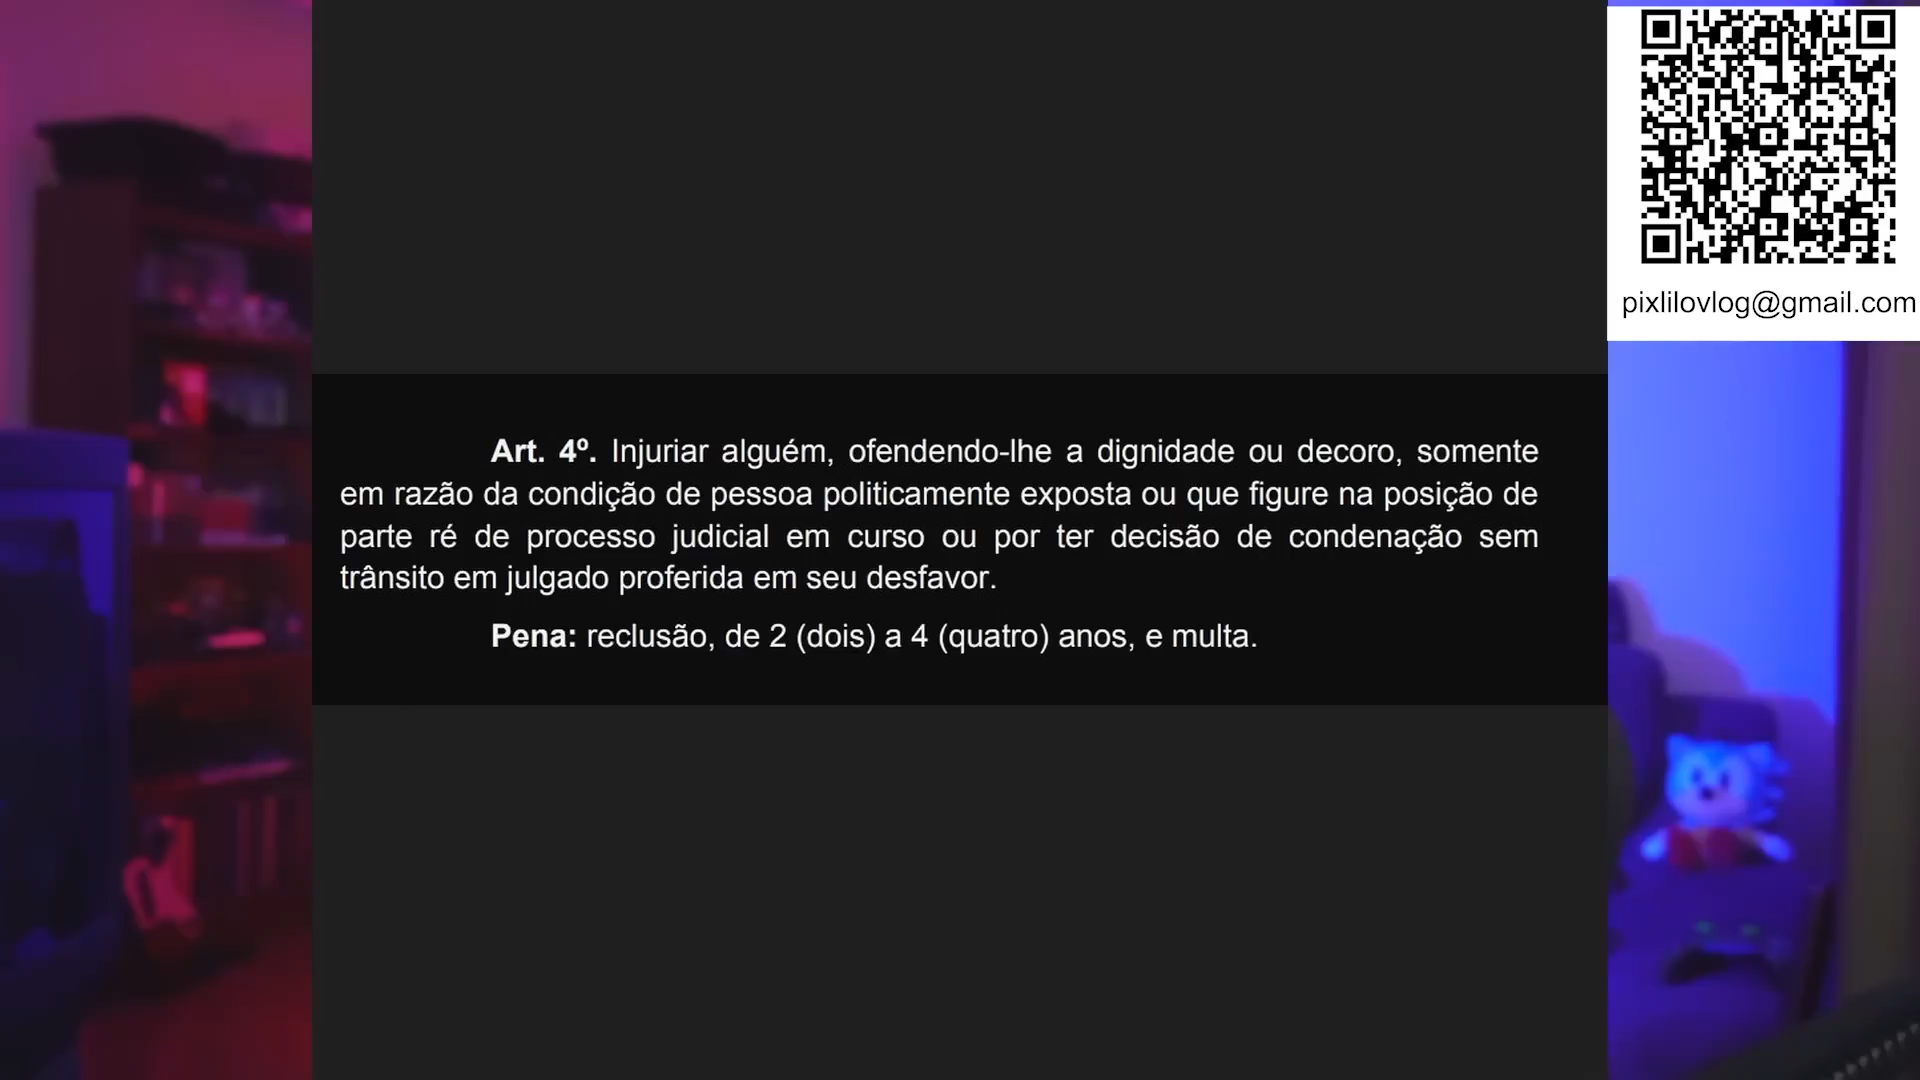 pixlilovlog@gmail.com
Art. 4º. Injuriar alguém, ofendendo-lhe a dignidade ou decoro, somente
em razão da condição de pessoa politicamente exposta ou que figure na posição de
parte ré de processo judicial em curso ou por ter decisão de condenação sem
trânsito em julgado proferida em seu desfavor.
Pena: reclusão, de 2 (dois) a 4 (quatro) anos, e multa.